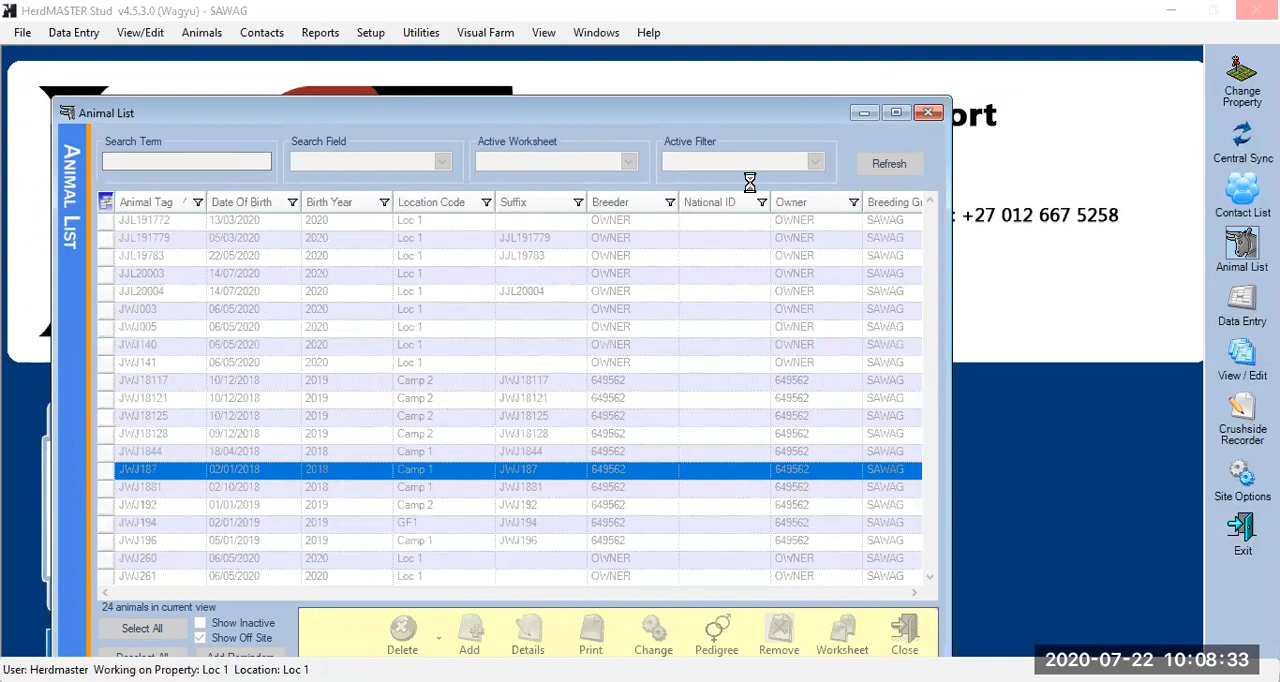 HerdMASTER Stud v4.5.3.0 (Wagyu) - SAWAG
File Data Entry View/Edit Animals Contacts Reports Setup Utilities Visual Farm View Windows Help
ort
: +27 012 667 5258
Animal List
ANIMAL LIST
Search Term Search Field Active Worksheet Active Filter
Refresh
Animal Tag Date Of Birth Birth Year Location Code Suffix Breeder National ID Owner Breeding Gr
JJL191772 13/03/2020 2020 Loc 1 OWNER OWNER SAWAG
JJL191779 05/03/2020 2020 Loc 1 JJL191779 OWNER OWNER SAWAG
JJL19783 22/05/2020 2020 Loc 1 JJL19783 OWNER OWNER SAWAG
JJL20003 14/07/2020 2020 Loc 1 OWNER OWNER SAWAG
JJL20004 14/07/2020 2020 Loc 1 JJL20004 OWNER OWNER SAWAG
JWJ003 06/05/2020 2020 Loc 1 OWNER OWNER SAWAG
JWJ005 06/05/2020 2020 Loc 1 OWNER OWNER SAWAG
JWJ140 06/05/2020 2020 Loc 1 OWNER OWNER SAWAG
JWJ141 06/05/2020 2020 Loc 1 OWNER OWNER SAWAG
JWJ18117 10/12/2018 2019 Camp 2 JWJ18117 649562 649562 SAWAG
JWJ18121 10/12/2018 2019 Camp 2 JWJ18121 649562 649562 SAWAG
JWJ18125 10/12/2018 2019 Camp 2 JWJ18125 649562 649562 SAWAG
JWJ18128 09/12/2018 2019 Camp 2 JWJ18128 649562 649562 SAWAG
JWJ1844 18/04/2018 2018 Camp 1 JWJ1844 649562 649562 SAWAG
JWJ187 02/01/2018 2018 Camp 1 JWJ187 649562 649562 SAWAG
JWJ1881 02/10/2018 2018 Camp 1 JWJ1881 649562 649562 SAWAG
JWJ192 01/01/2019 2019 Camp 2 JWJ192 649562 649562 SAWAG
JWJ194 02/01/2019 2019 GF1 JWJ194 649562 649562 SAWAG
JWJ196 05/01/2019 2019 Camp 1 JWJ196 649562 649562 SAWAG
JWJ260 06/05/2020 2020 Loc 1 OWNER OWNER SAWAG
JWJ261 06/05/2020 2020 Loc 1 OWNER OWNER SAWAG
24 animals in current view
Select All
Show Inactive
Show Off Site
Deselect All Add Reminders
Delete Add Details Print Change Pedigree Remove Worksheet Close
Change
Property
Central Sync
Contact List
Animal List
Data Entry
View / Edit
Crushside
Recorder
Site Options
Exit
User: Herdmaster Working on Property: Loc 1 Location: Loc 1
2020-07-22 10:08:33